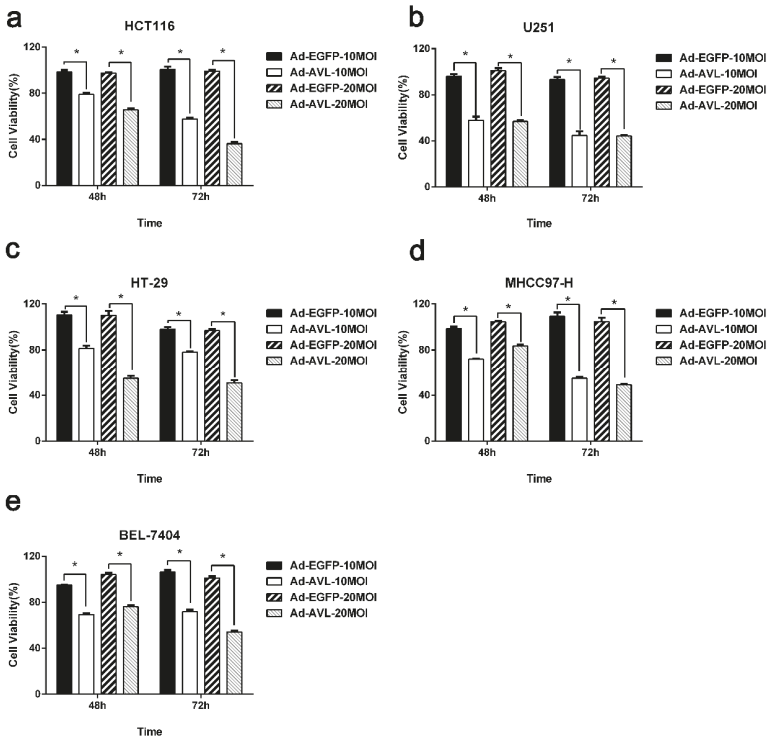 a
HCT116
Cell Viability(%)
120
80
40
0
* * * *
48h 72h
Time
Ad-EGFP-10MOI
Ad-AVL-10MOI
Ad-EGFP-20MOI
Ad-AVL-20MOI
b
U251
Cell Viability(%)
120
80
40
0
* * * *
48h 72h
Time
Ad-EGFP-10MOI
Ad-AVL-10MOI
Ad-EGFP-20MOI
Ad-AVL-20MOI
c
HT-29
Cell Viability(%)
120
80
40
0
* * * *
48h 72h
Time
Ad-EGFP-10MOI
Ad-AVL-10MOI
Ad-EGFP-20MOI
Ad-AVL-20MOI
d
MHCC97-H
Cell Viability(%)
120
80
40
0
* * * *
48h 72h
Time
Ad-EGFP-10MOI
Ad-AVL-10MOI
Ad-EGFP-20MOI
Ad-AVL-20MOI
e
BEL-7404
Cell Viability(%)
120
80
40
0
* * * *
48h 72h
Time
Ad-EGFP-10MOI
Ad-AVL-10MOI
Ad-EGFP-20MOI
Ad-AVL-20MOI